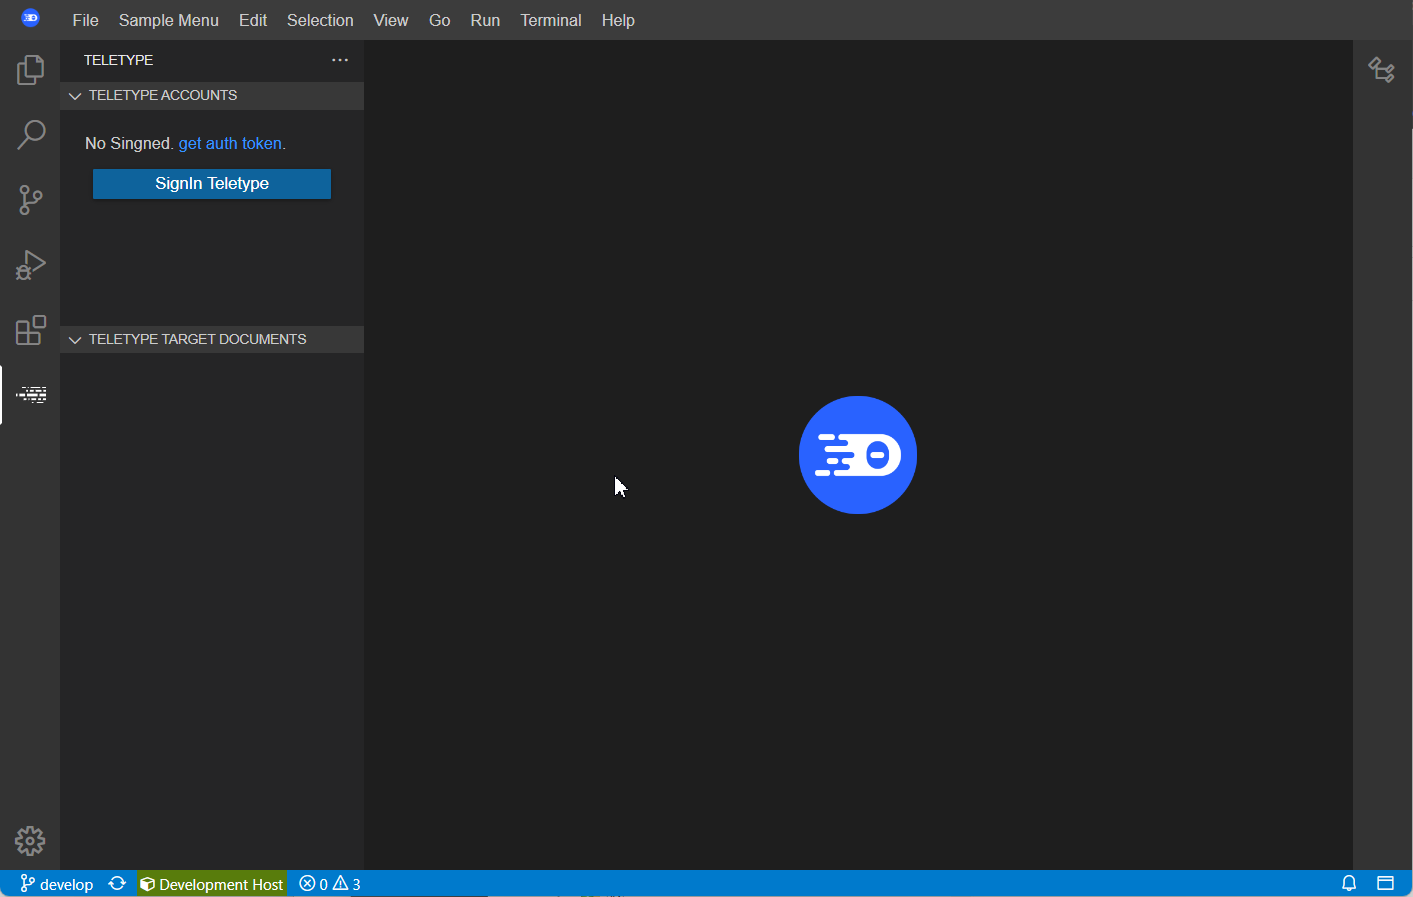 File Sample Menu Edit Selection View Go Run Terminal Help
TELETYPE
TELETYPE ACCOUNTS
No Singned. get auth token.
SignIn Teletype
TELETYPE TARGET DOCUMENTS
develop Development Host 0 3